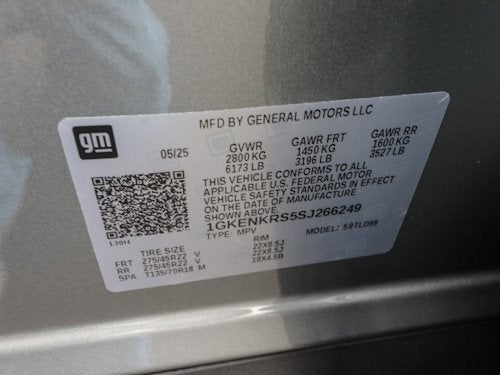 gm
MFD BY GENERAL MOTORS LLC
05/25 GVWR GAWR FRT GAWR RR
2800 KG 1450 KG 1600 KG
6173 LB 3196 LB 3527 LB
THIS VEHICLE CONFORMS TO ALL
APPLICABLE U.S. FEDERAL MOTOR
VEHICLE SAFETY STANDARDS IN EFFECT
ON THE DATE OF MANUFACTURE
SHOWN ABOVE.
1GKENKRS5SJ266249
TYPE: MPV MODEL: 59TLD56
130H
TIRE SIZE RIM
FRT 275/45R22 V 22X8.5J
RR 275/45R22 V 22X8.5J
SPA T135/70R18 M 18X4.5B